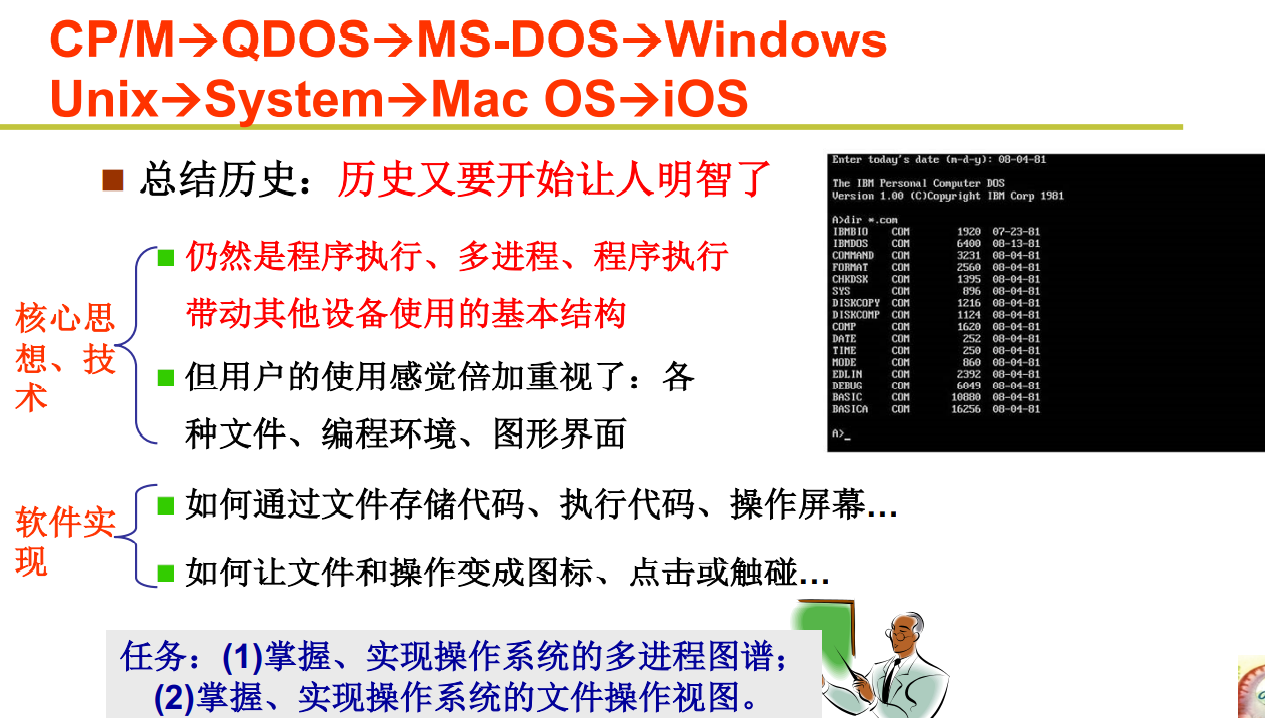 CP/M→QDOS→MS-DOS→Windows
Unix→System→Mac OS→iOS
总结历史：历史又要开始让人明智了
核心思
想、技
术
仍然是程序执行、多进程、程序执行
带动其他设备使用的基本结构
但用户的使用感觉倍加重视了：各
种文件、编程环境、图形界面
软件实
现
如何通过文件存储代码、执行代码、操作屏幕…
如何让文件和操作变成图标、点击或触碰…
任务：(1)掌握、实现操作系统的多进程图谱；
(2)掌握、实现操作系统的文件操作视图。
Enter today's date (m-d-y): 08-04-81
The IBM Personal Computer DOS
Version 1.00 (C)Copyright IBM Corp 1981
A>dir *.com
IBMBIO COM 1920 07-23-81
IBMDOS COM 6400 08-13-81
COMMAND COM 3231 08-04-81
FORMAT COM 2560 08-04-81
CHKDSK COM 1395 08-04-81
SYS COM 896 08-04-81
DISKCOPY COM 1216 08-04-81
DISKCOMP COM 1124 08-04-81
COMP COM 1620 08-04-81
DATE COM 252 08-04-81
TIME COM 250 08-04-81
MODE COM 860 08-04-81
EDLIN COM 2392 08-04-81
DEBUG COM 6049 08-04-81
BASIC COM 10880 08-04-81
BASICA COM 16256 08-04-81
A>_